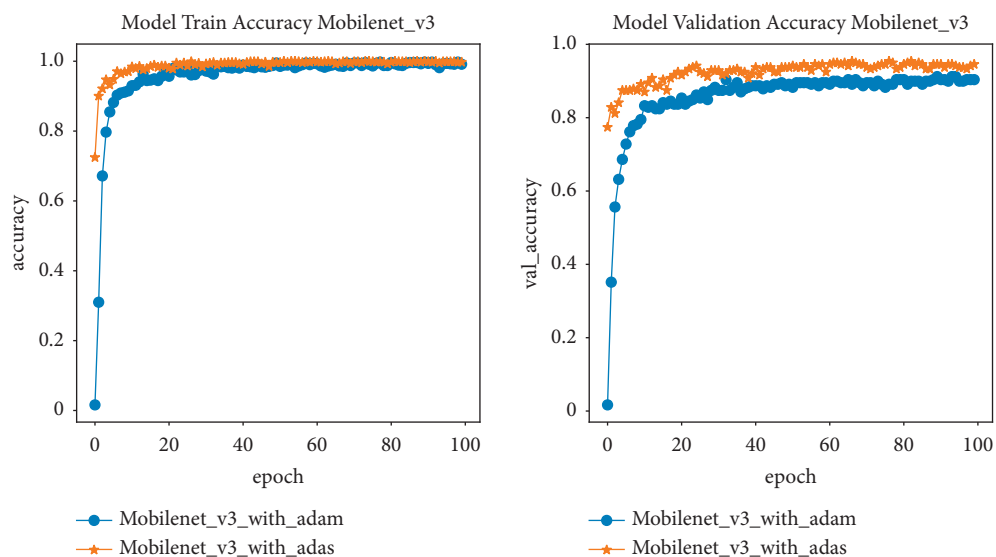 Model Train Accuracy Mobilenet_v3
1.0
0.8
0.6
0.4
0.2
0
accuracy
0 20 40 60 80 100
epoch
Mobilenet_v3_with_adam
Mobilenet_v3_with_adas
Model Validation Accuracy Mobilenet_v3
1.0
0.8
0.6
0.4
0.2
0
val_accuracy
0 20 40 60 80 100
epoch
Mobilenet_v3_with_adam
Mobilenet_v3_with_adas